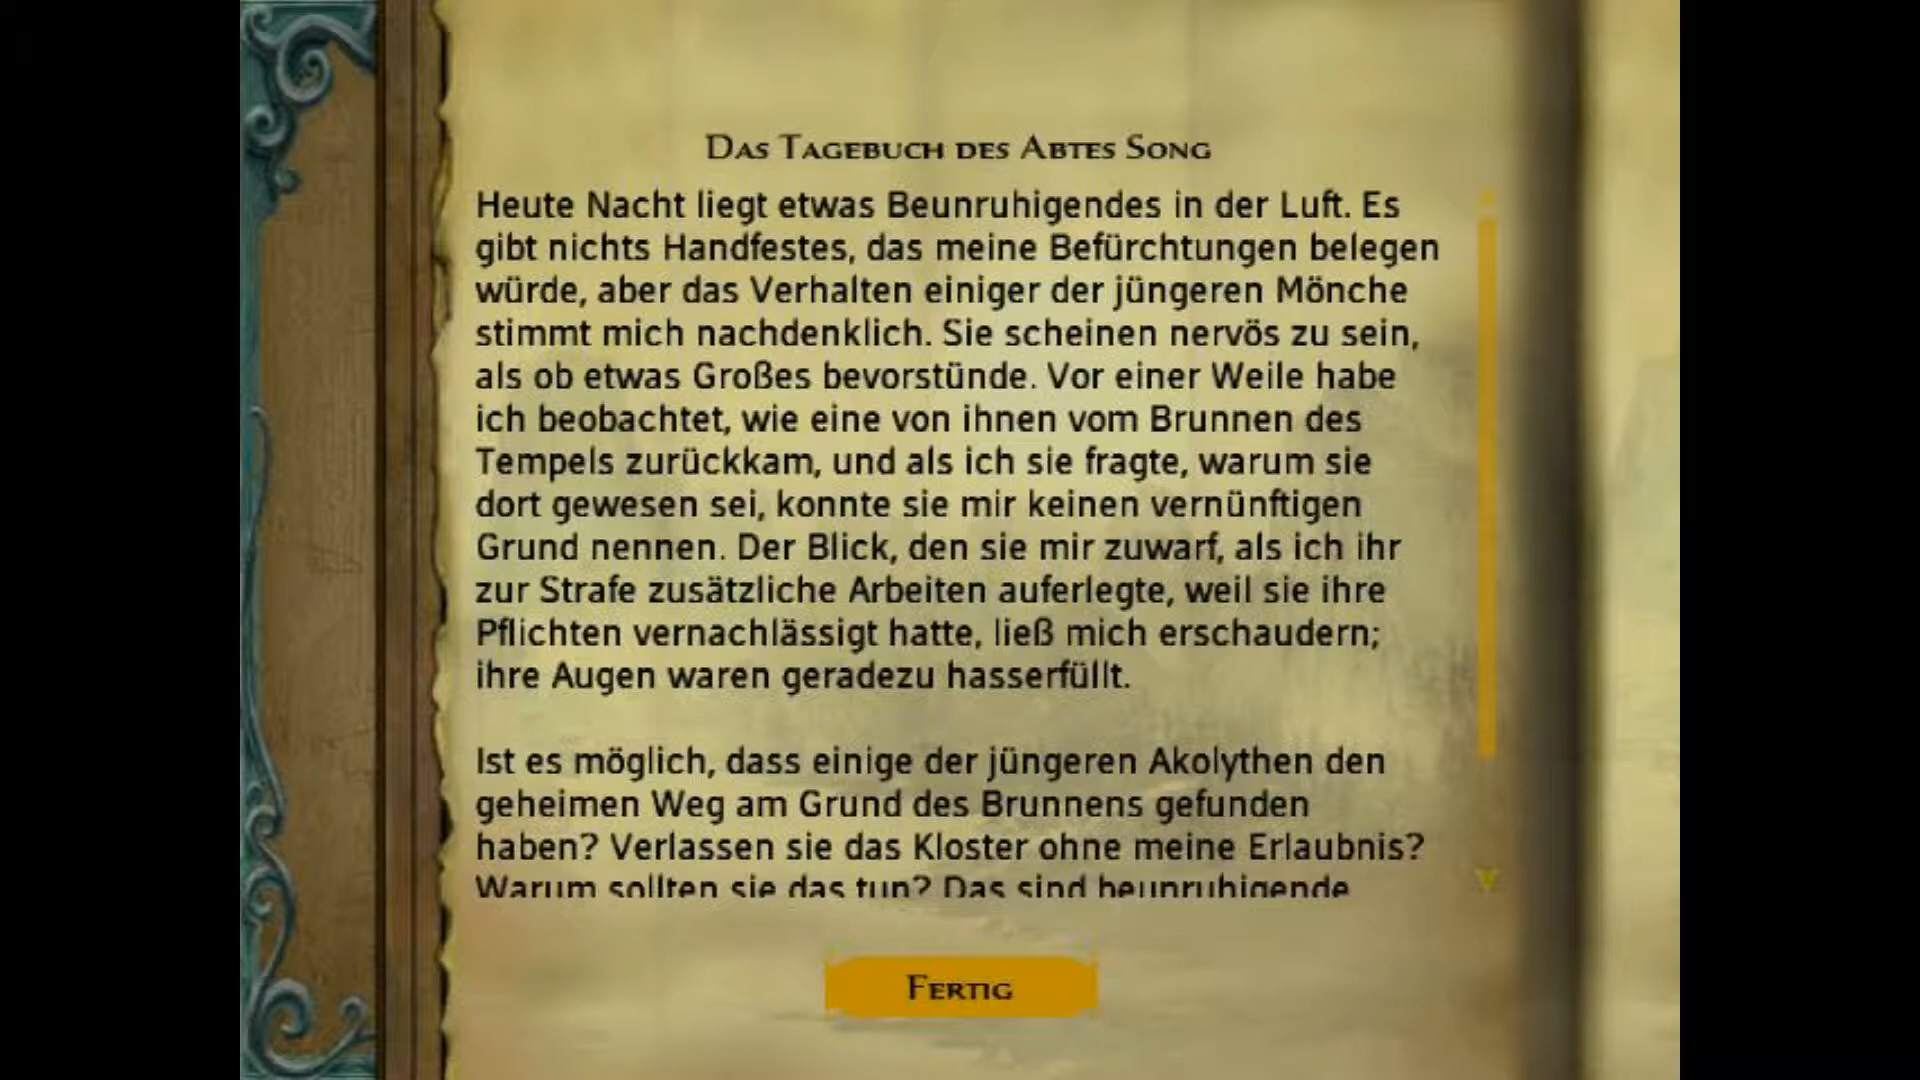 Das Tagebuch des Abtes Song
Heute Nacht liegt etwas Beunruhigendes in der Luft. Es
gibt nichts Handfestes, das meine Befürchtungen belegen
würde, aber das Verhalten einiger der jüngeren Mönche
stimmt mich nachdenklich. Sie scheinen nervös zu sein,
als ob etwas Großes bevorstünde. Vor einer Weile habe
ich beobachtet, wie eine von ihnen vom Brunnen des
Tempels zurückkam, und als ich sie fragte, warum sie
dort gewesen sei, konnte sie mir keinen vernünftigen
Grund nennen. Der Blick, den sie mir zuwarf, als ich ihr
zur Strafe zusätzliche Arbeiten auferlegte, weil sie ihre
Pflichten vernachlässigt hatte, ließ mich erschaudern;
ihre Augen waren geradezu hasserfüllt.
Ist es möglich, dass einige der jüngeren Akolythen den
geheimen Weg am Grund des Brunnens gefunden
haben? Verlassen sie das Kloster ohne meine Erlaubnis?
Warum sollten sie das tun? Das sind beunruhigende
Fertig